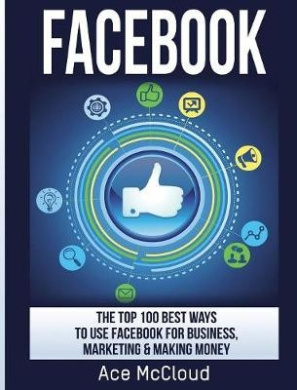 FACEBOOK
THE TOP 100 BEST WAYS
TO USE FACEBOOK FOR BUSINESS,
MARKETING & MAKING MONEY
Ace McCloud